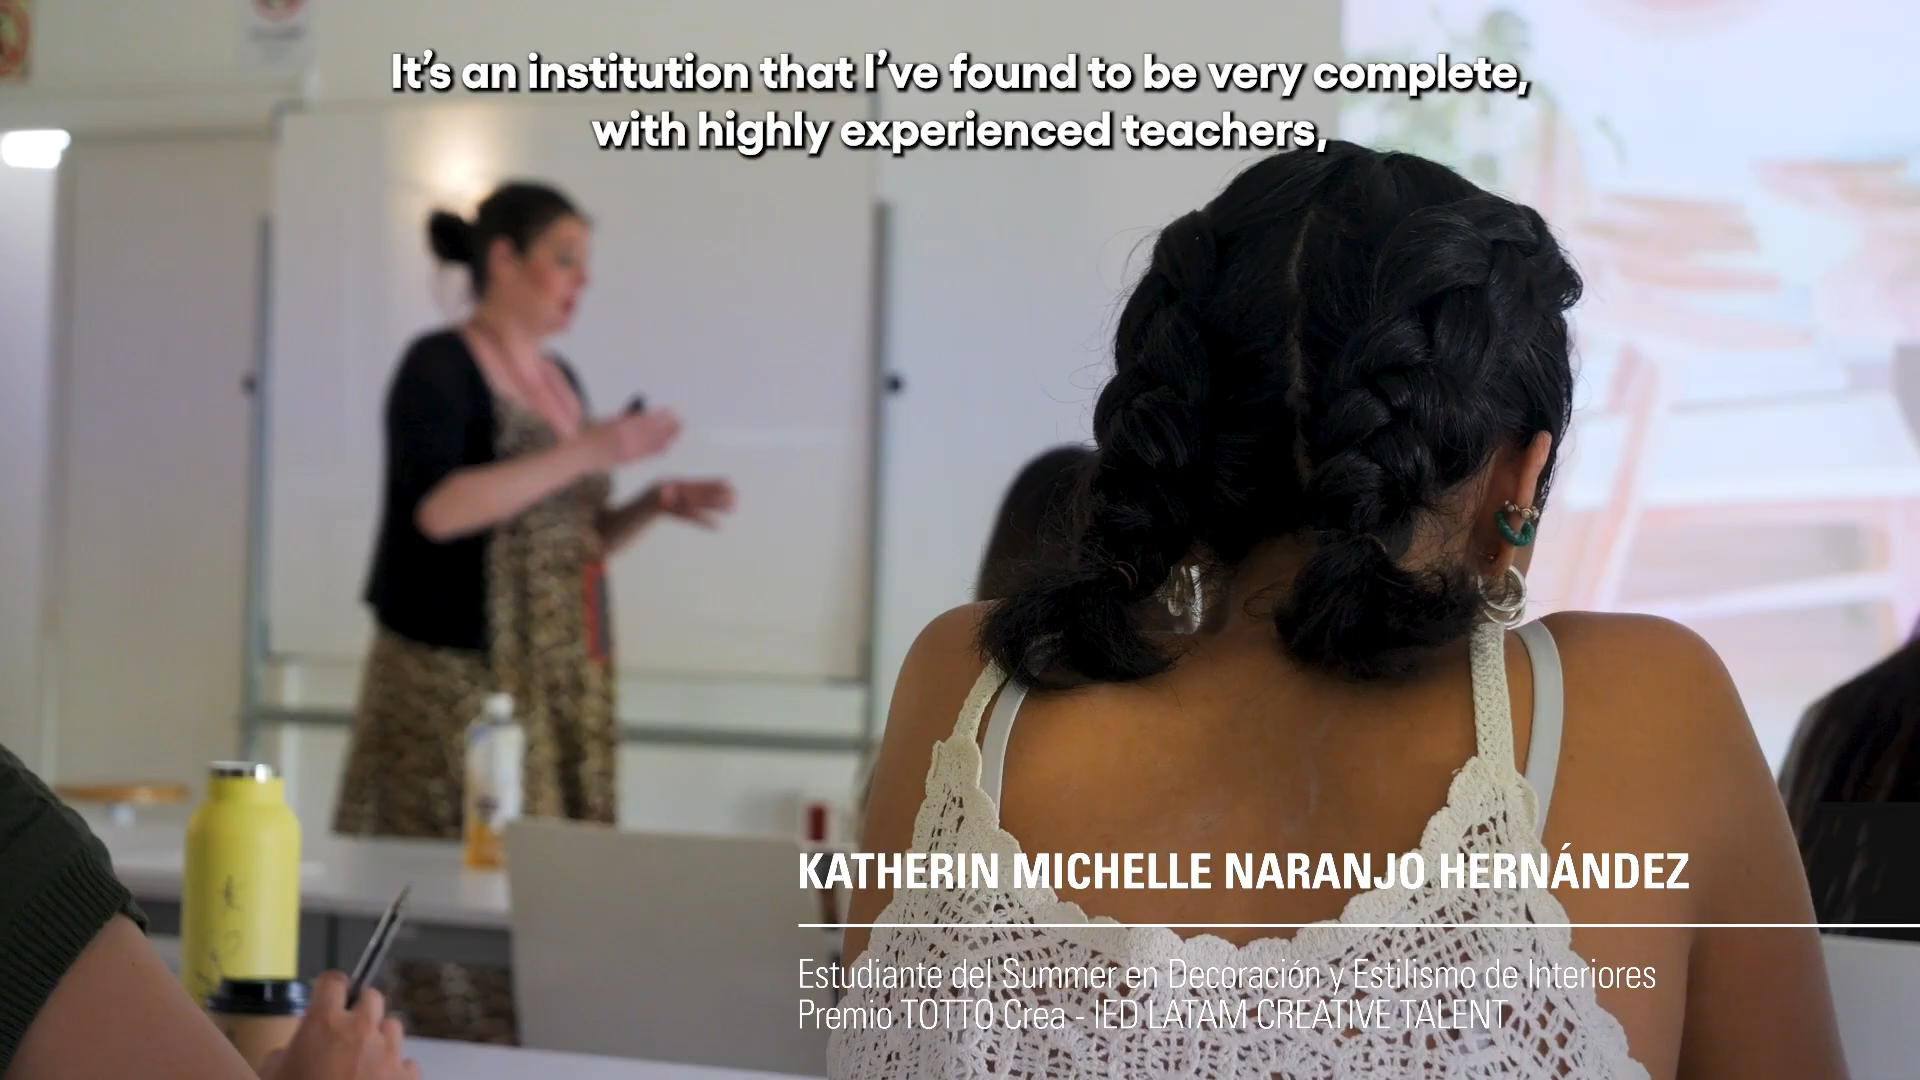 It’s an institution that I’ve found to be very complete,
with highly experienced teachers,
KATHERIN MICHELLE NARANJO HERNÁNDEZ
Estudiante del Summer en Decoración y Estilismo de Interiores
Premio TOTTO Crea - IED LATAM CREATIVE TALENT